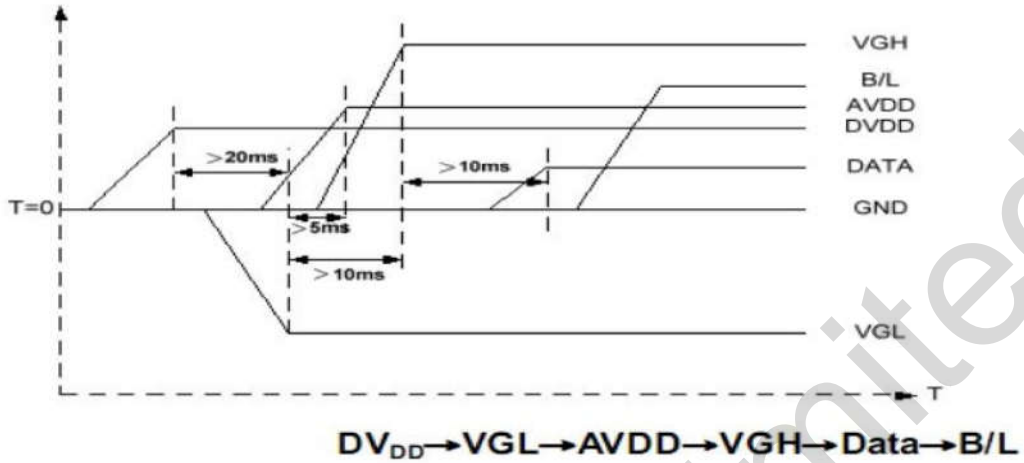 VGH
B/L
AVDD
DVDD
>20ms
>10ms
DATA
T=0
GND
>5ms
>10ms
VGL
T
DVDD→VGL→AVDD→VGH→Data→B/L